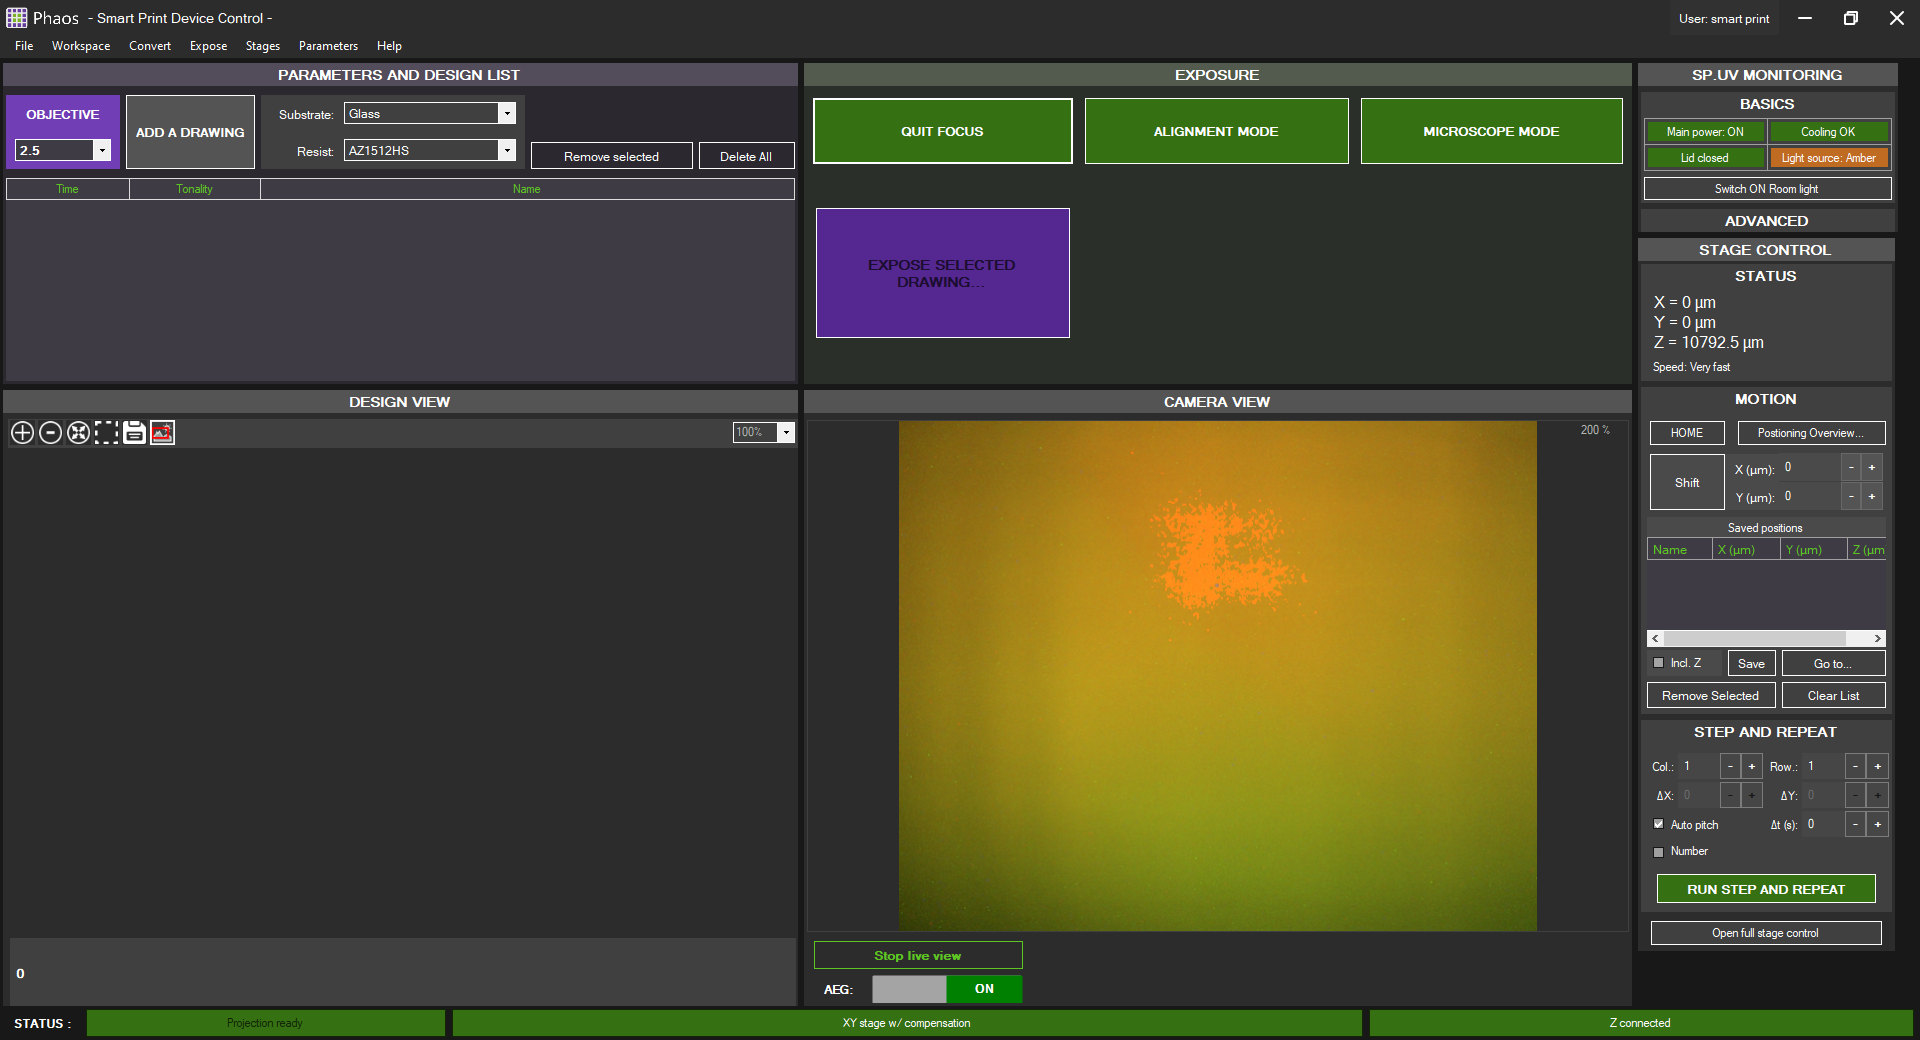 Phaos - Smart Print Device Control -
User: smart print
File Workspace Convert Expose Stages Parameters Help
PARAMETERS AND DESIGN LIST
OBJECTIVE
2.5
ADD A DRAWING
Substrate: Glass
Resist: AZ1512HS
Remove selected
Delete All
Time Tonality Name
EXPOSURE
QUIT FOCUS
ALIGNMENT MODE
MICROSCOPE MODE
EXPOSE SELECTED
DRAWING...
DESIGN VIEW
100%
0
CAMERA VIEW
200 %
Stop live view
AEG: ON
SP.UV MONITORING
BASICS
Main power: ON Cooling OK
Lid closed Light source: Amber
Switch ON Room light
ADVANCED
STAGE CONTROL
STATUS
X = 0 µm
Y = 0 µm
Z = 10792.5 µm
Speed: Very fast
MOTION
HOME Postioning Overview...
Shift
X (µm): 0 - +
Y (µm): 0 - +
Saved positions
Name X (µm) Y (µm) Z (µm
Incl. Z Save Go to...
Remove Selected Clear List
STEP AND REPEAT
Col.: 1 - + Row.: 1 - +
ΔX: 0 - + ΔY: 0 - +
Auto pitch Δt (s): 0 - +
Number
RUN STEP AND REPEAT
Open full stage control
STATUS : Projection ready XY stage w/ compensation Z connected